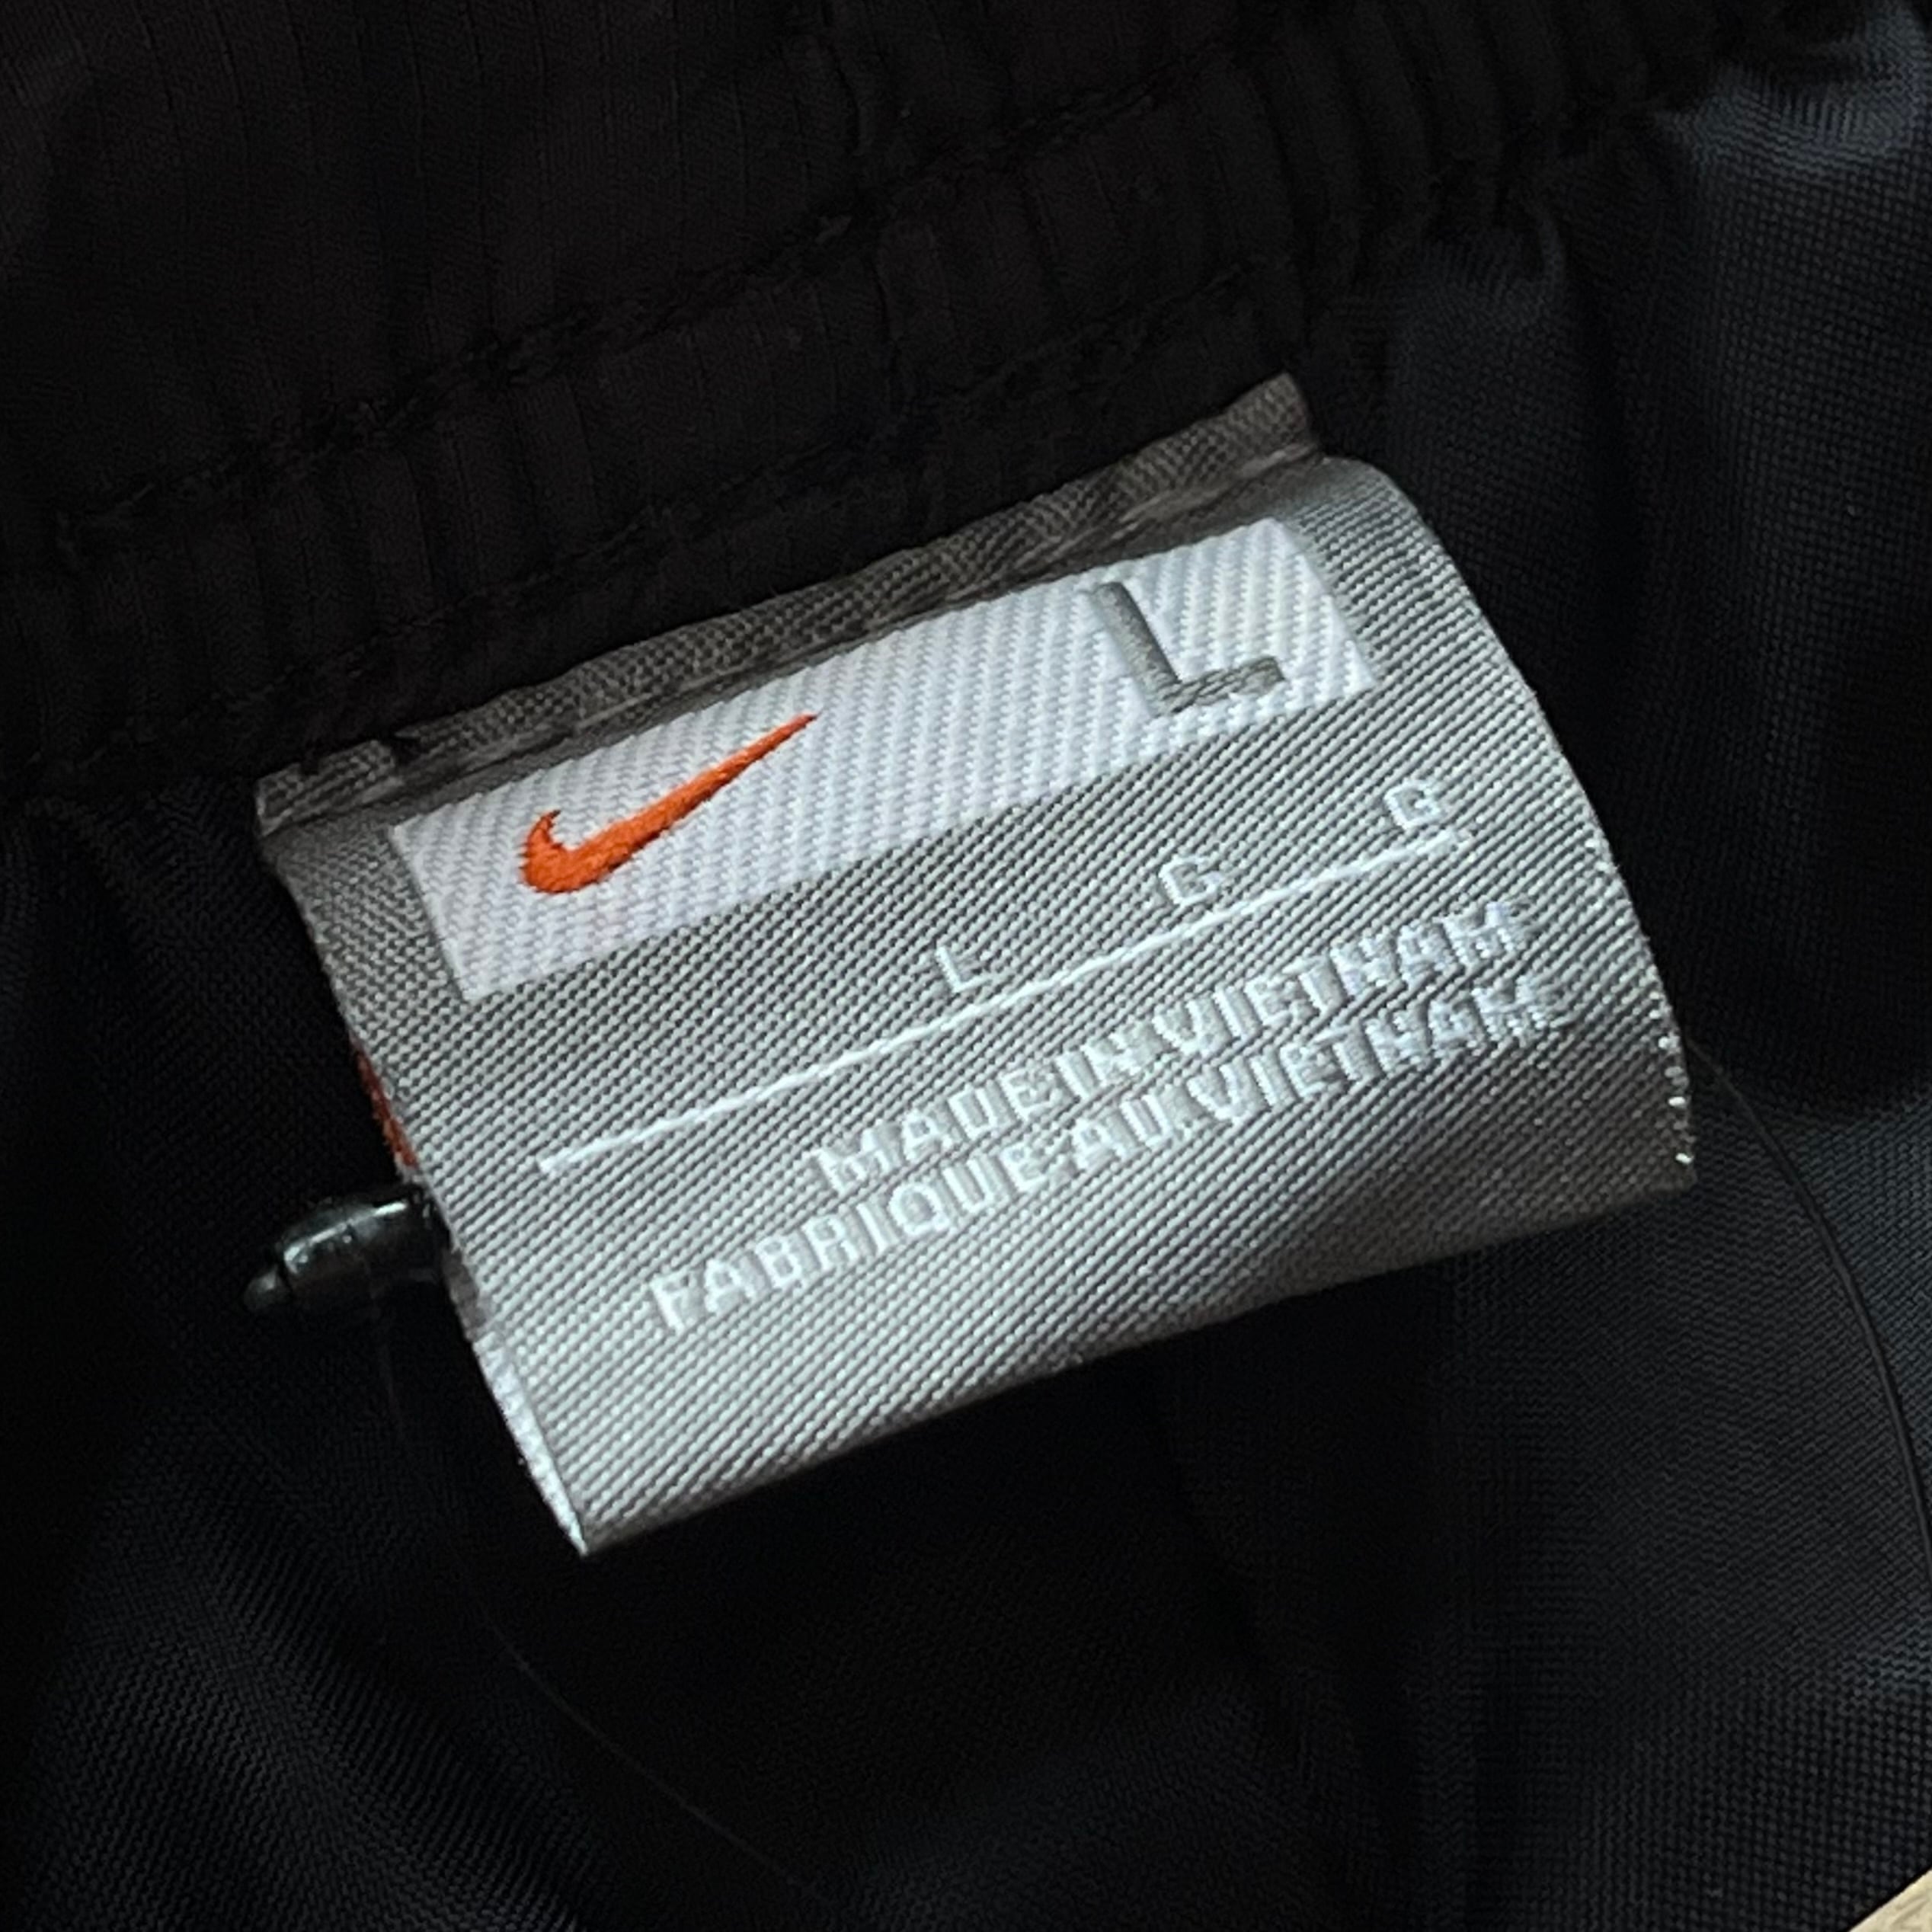 L
L G G
MADE IN VIETNAM
FABRIQUE AU VIETNAM